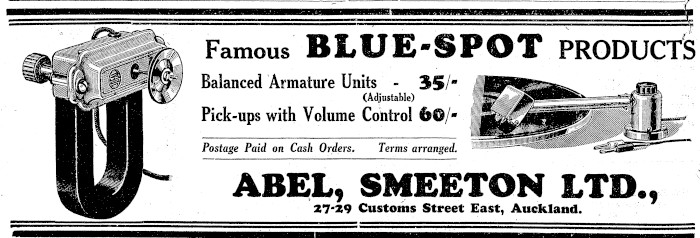 Famous BLUE-SPOT PRODUCTS
Balanced Armature Units - 35/-
(Adjustable)
Pick-ups with Volume Control 60/-
Postage Paid on Cash Orders. Terms arranged.
ABEL, SMEETON LTD.,
27-29 Customs Street East, Auckland.